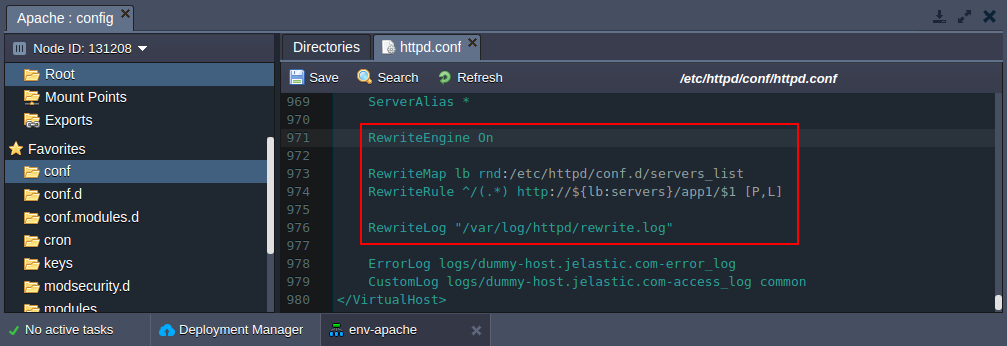 Apache : config
Node ID: 131208
Root
Mount Points
Exports
Favorites
conf
conf.d
conf.modules.d
cron
keys
modsecurity.d
modules
Directories
httpd.conf
Save
Search
Refresh
/etc/httpd/conf/httpd.conf
969 ServerAlias *
970
971 RewriteEngine On
972
973 RewriteMap lb rnd:/etc/httpd/conf.d/servers_list
974 RewriteRule ^/(.*) http://${lb:servers}/app1/$1 [P,L]
975
976 RewriteLog "/var/log/httpd/rewrite.log"
977
978 ErrorLog logs/dummy-host.jelastic.com-error_log
979 CustomLog logs/dummy-host.jelastic.com-access_log common
980 </VirtualHost>
No active tasks
Deployment Manager
env-apache